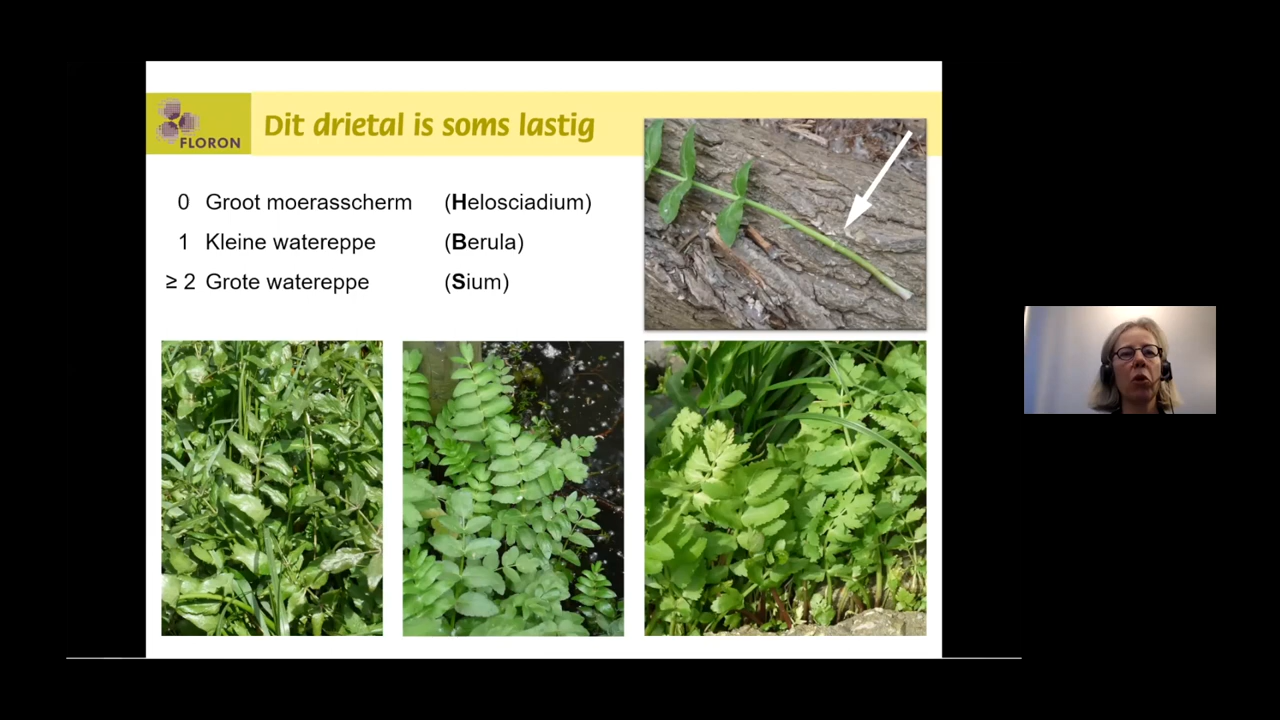 FLORON
Dit drietal is soms lastig
0 Groot moerasscherm (Helosciadium)
1 Kleine watereppe (Berula)
≥ 2 Grote watereppe (Sium)